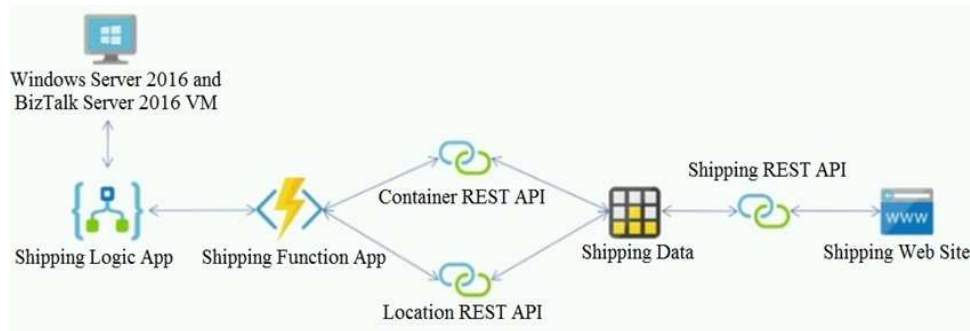 Windows Server 2016 and
BizTalk Server 2016 VM
Shipping Logic App
Shipping Function App
Container REST API
Location REST API
Shipping Data
Shipping REST API
WWW
Shipping Web Site